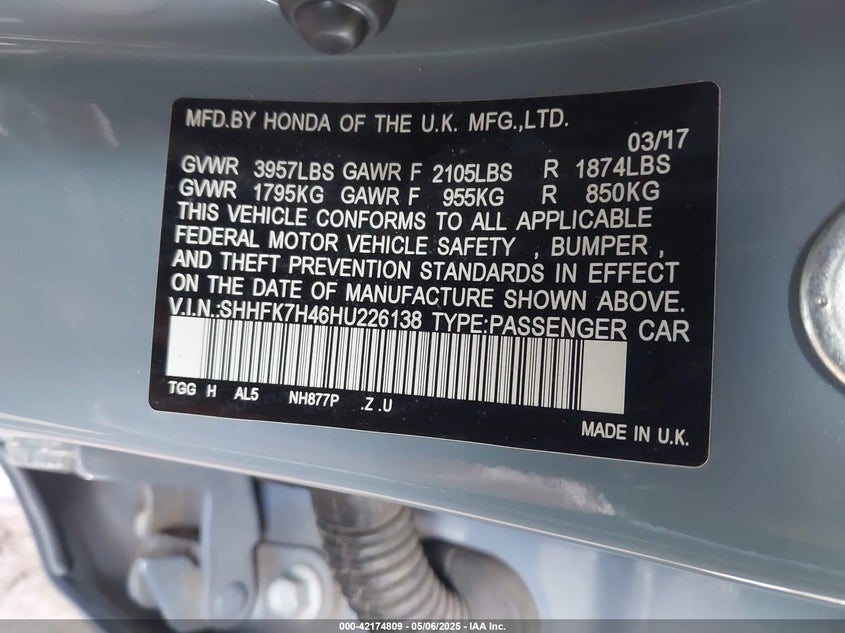 MFD.BY HONDA OF THE U.K. MFG.,LTD.
03/'17
GVWR 3957LBS GAWR F 2105LBS R 1874LBS
GVWR 1795KG GAWR F 955KG R 850KG
THIS VEHICLE CONFORMS TO ALL APPLICABLE
FEDERAL MOTOR VEHICLE SAFETY , BUMPER ,
AND THEFT PREVENTION STANDARDS IN EFFECT
ON THE DATE OF MANUFACTURE SHOWN ABOVE.
V.I.N.:SHHFK7H46HU226138 TYPE:PASSENGER CAR
TGG H AL5 NH877P .Z .U
MADE IN U.K.
000-42174809 | 05/06/2025 | IAA Inc.